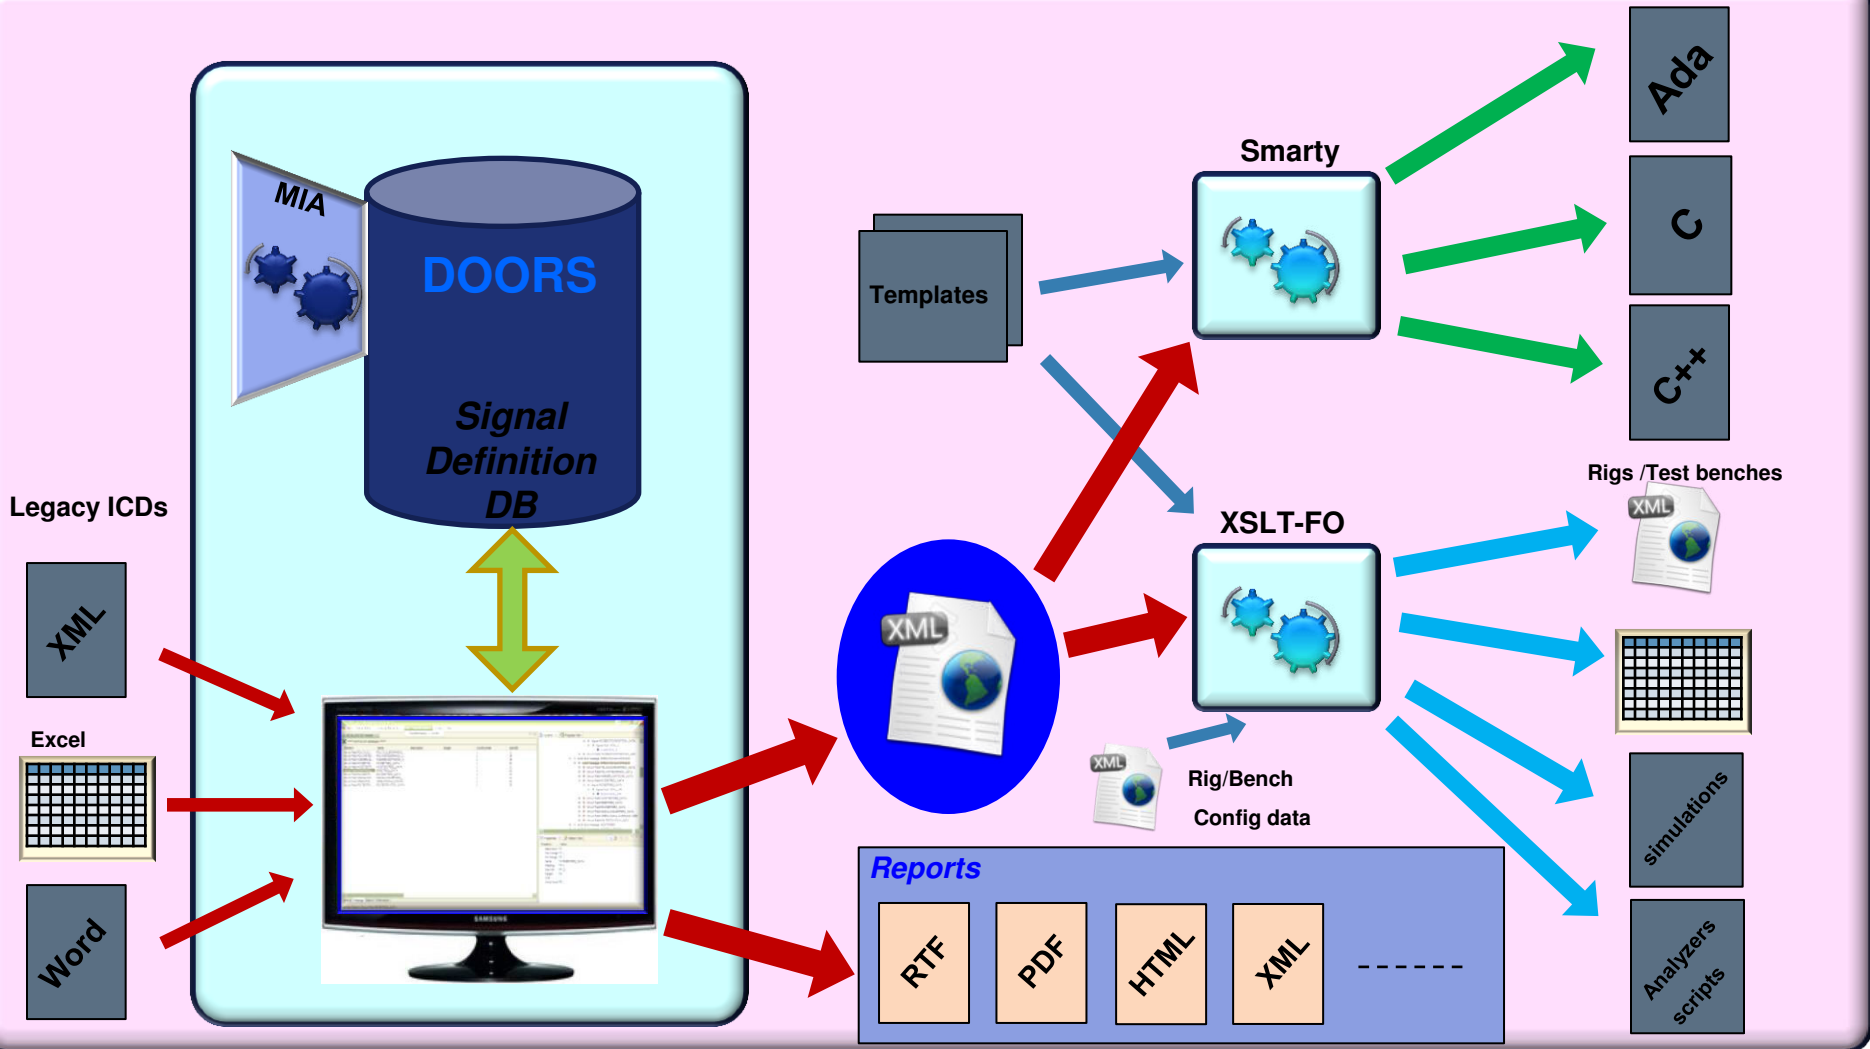 Legacy ICDs
XML
Excel
Word
MIA
DOORS
Signal
Definition
DB
SAMSUNG
Templates
XML
Smarty
XSLT-FO
XML
Rig/Bench
Config data
Reports
RTF
PDF
HTML
XML
------
Ada
C
C++
Rigs /Test benches
XML
simulations
Analyzers
scripts